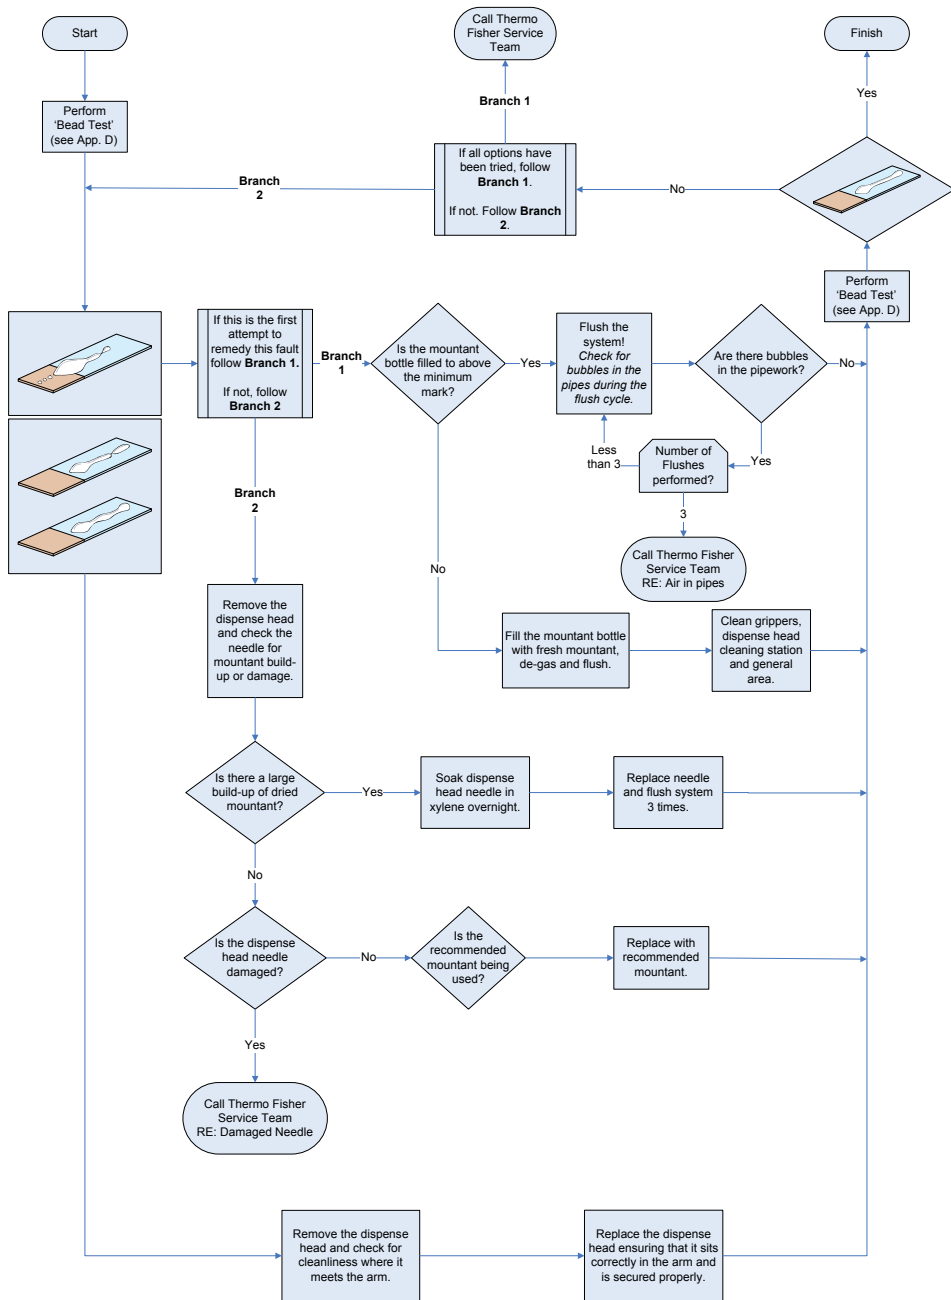 Start
Call Thermo
Fisher Service
Team
Finish
Branch 1
Yes
Perform
'Bead Test'
(see App. D)
If all options have
been tried, follow
Branch 1.
If not. Follow Branch
2.
Branch
2
No
Perform
'Bead Test'
(see App. D)
If this is the first
attempt to
remedy this fault
follow Branch 1.
If not, follow
Branch 2
Branch
1
Is the mountant
bottle filled to above
the minimum
mark?
Yes
Flush the
system!
Check for
bubbles in the
pipes during the
flush cycle.
Are there bubbles
in the pipework?
No
Less
than 3
Number of
Flushes
performed?
Yes
3
Call Thermo Fisher
Service Team
RE: Air in pipes
Branch
2
No
Remove the
dispense head
and check the
needle for
mountant build-
up or damage.
Fill the mountant bottle
with fresh mountant,
de-gas and flush.
Clean grippers,
dispense head
cleaning station
and general
area.
Is there a large
build-up of dried
mountant?
Yes
Soak dispense
head needle in
xylene overnight.
Replace needle
and flush system
3 times.
No
Is the dispense
head needle
damaged?
No
Is the
recommended
mountant being
used?
Replace with
recommended
mountant.
Yes
Call Thermo Fisher
Service Team
RE: Damaged Needle
Remove the dispense
head and check for
cleanliness where it
meets the arm.
Replace the dispense
head ensuring that it sits
correctly in the arm and
is secured properly.